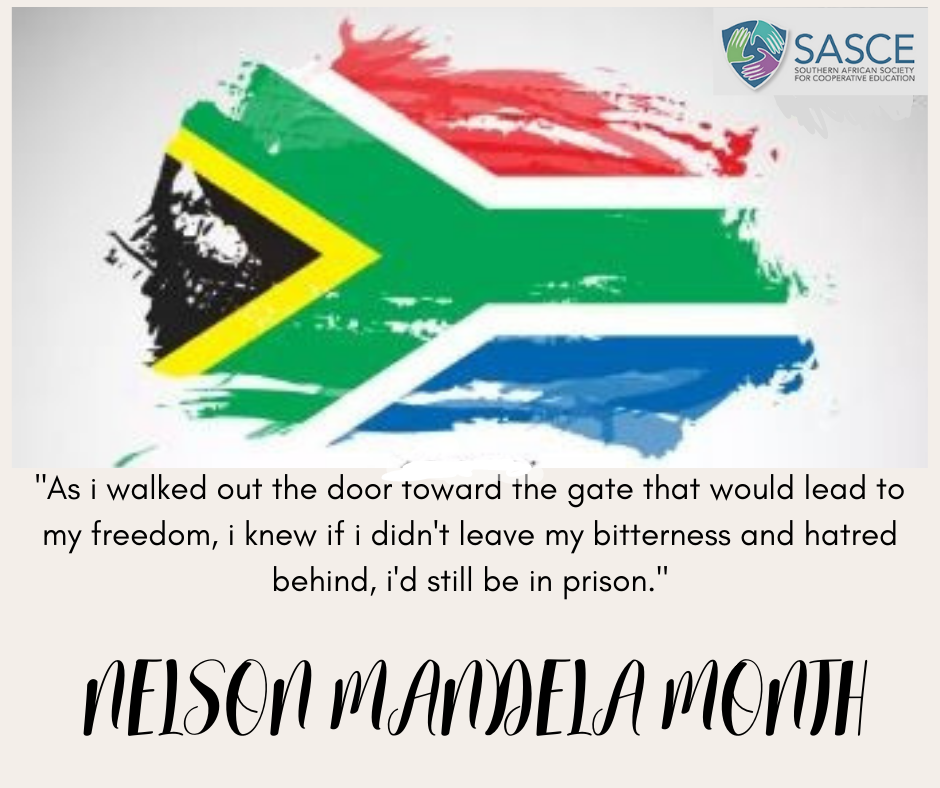 SASCE
SOUTHERN AFRICAN SOCIETY
FOR COOPERATIVE EDUCATION
"As i walked out the door toward the gate that would lead to
my freedom, i knew if i didn't leave my bitterness and hatred
behind, i'd still be in prison."
NELSON MANDELA MONTH